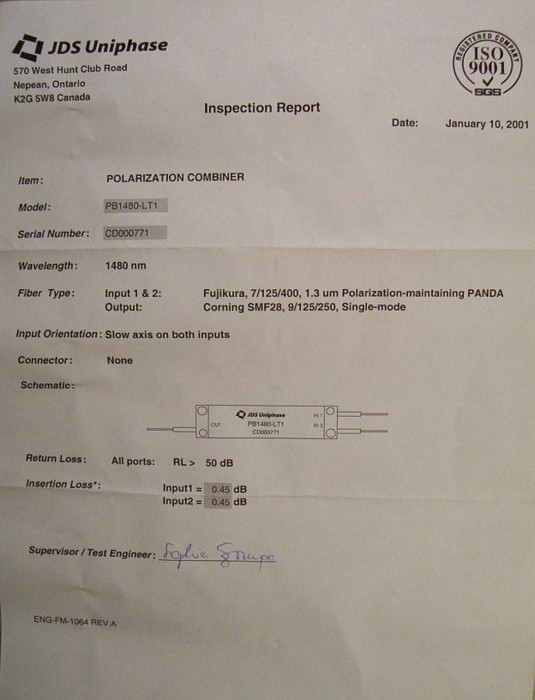 JDS Uniphase
570 West Hunt Club Road
Nepean, Ontario
K2G 5W8 Canada
REGISTERED COMPANY
ISO
9001
SGS
Inspection Report
Date: January 10, 2001
Item: POLARIZATION COMBINER
Model: PB1480-LT1
Serial Number: CD000771
Wavelength: 1480 nm
Fiber Type: Input 1 & 2: Fujikura, 7/125/400, 1.3 um Polarization-maintaining PANDA
Output: Corning SMF28, 9/125/250, Single-mode
Input Orientation: Slow axis on both inputs
Connector: None
Schematic:
JDS Uniphase IN 1
OUT PB1480-LT1 IN 2
CD000771
Return Loss: All ports: RL > 50 dB
Insertion Loss*: Input1 = 0.45 dB
Input2 = 0.45 dB
Supervisor / Test Engineer: Sophie
ENG-FM-1064 REV.A